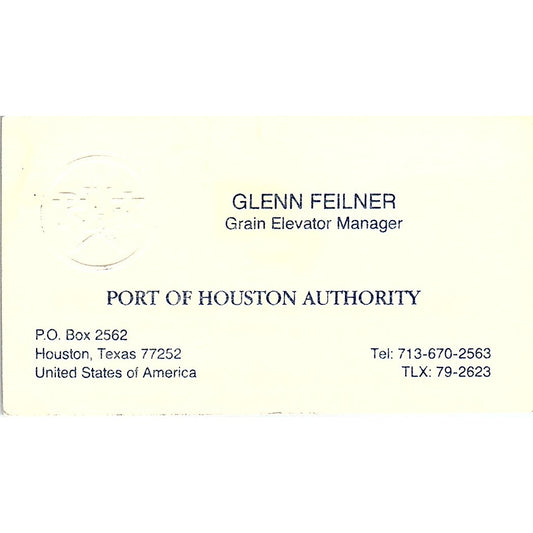 GLENN FEILNER
Grain Elevator Manager
PORT OF HOUSTON AUTHORITY
P.O. Box 2562
Houston, Texas 77252
United States of America
Tel: 713-670-2563
TLX: 79-2623